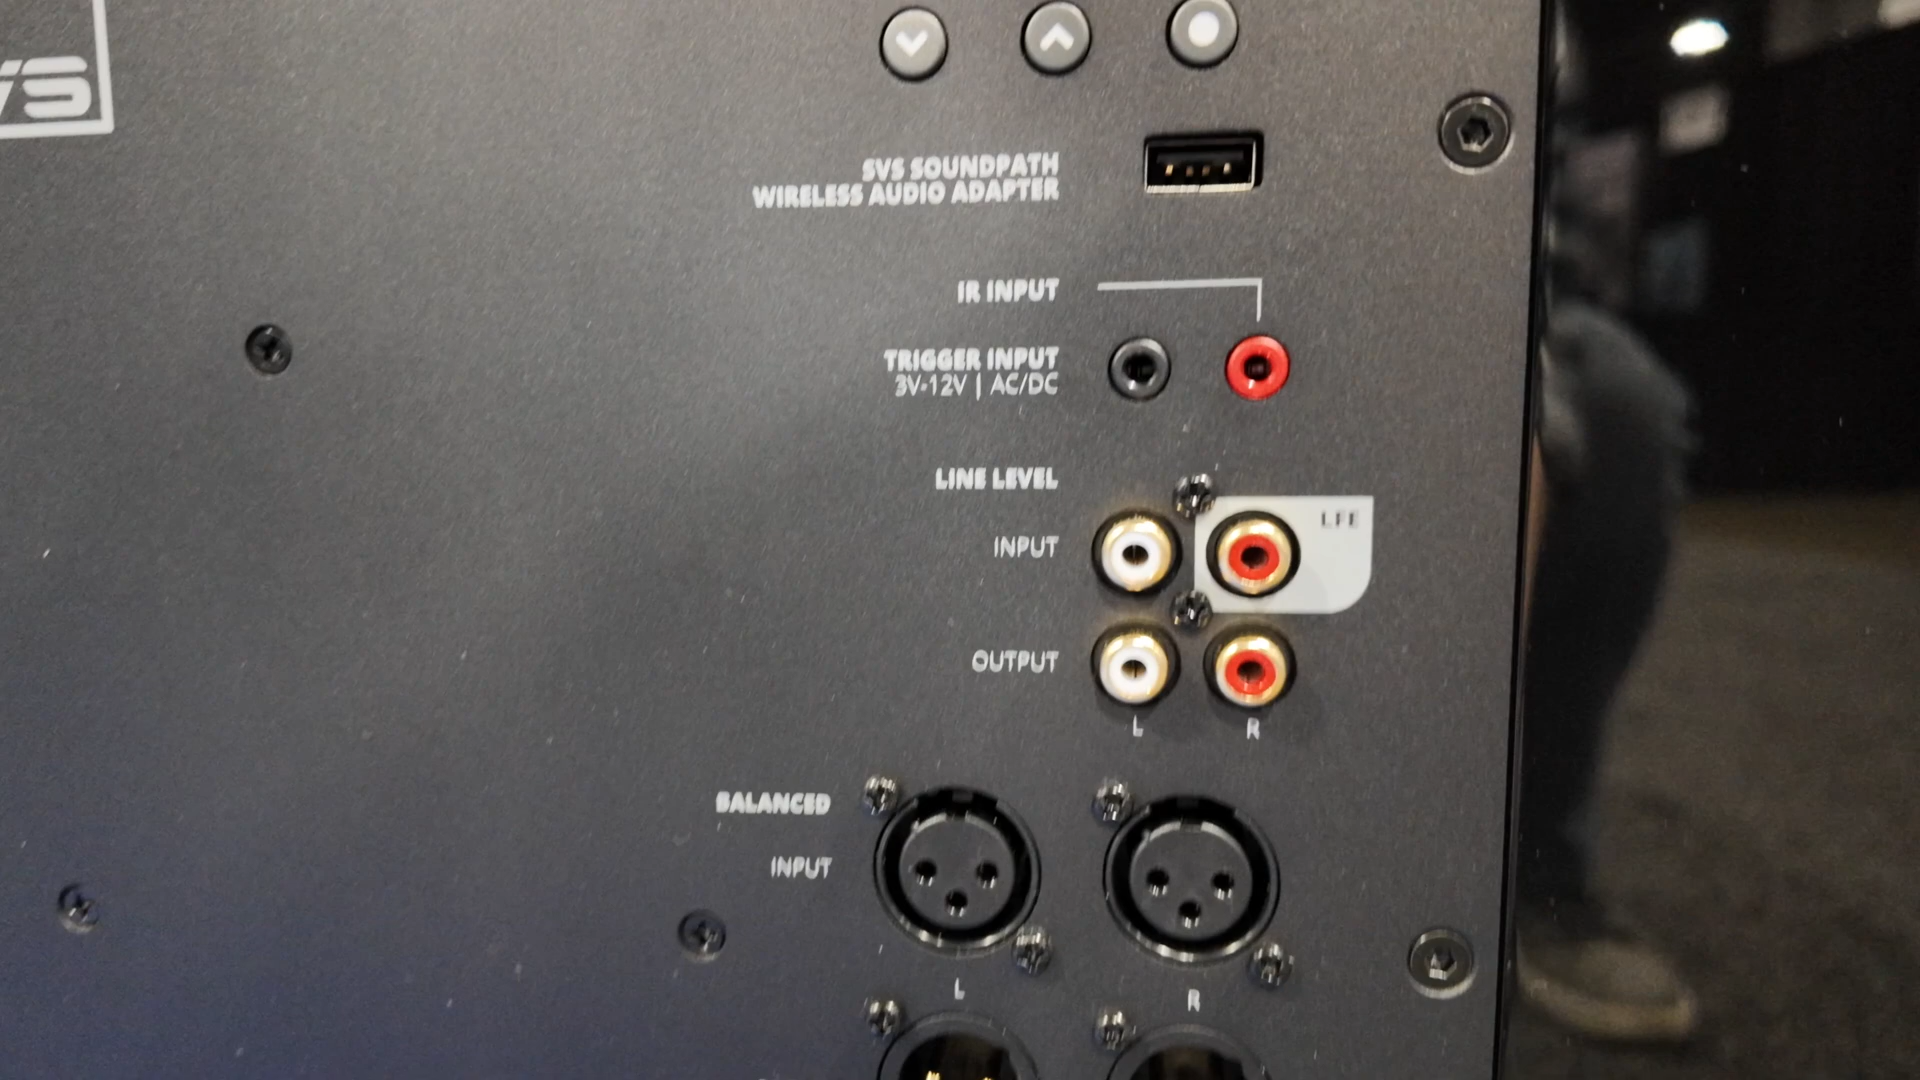 SVS
SVS SOUNDPATH
WIRELESS AUDIO ADAPTER
IR INPUT
TRIGGER INPUT
3V-12V | AC/DC
LINE LEVEL
LFE
INPUT
OUTPUT
L R
BALANCED
INPUT
L R